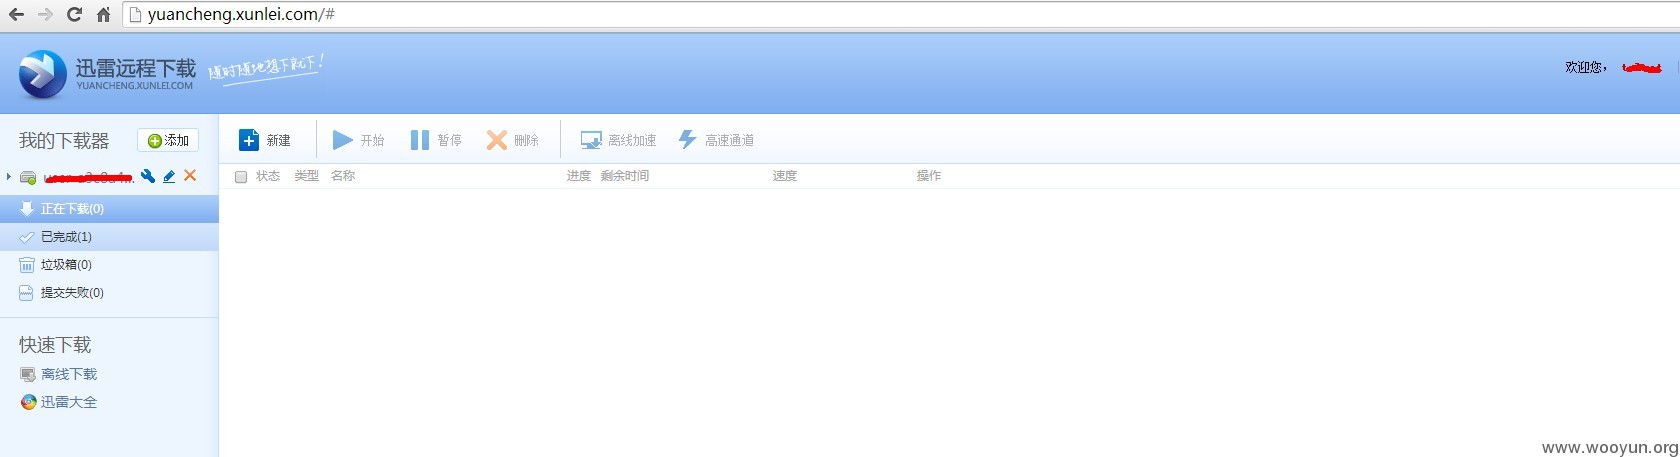 yuancheng.xunlei.com/#
迅雷远程下载
YUANCHENG.XUNLEI.COM
随时随地想下就下!
欢迎您，
我的下载器 添加
正在下载(0)
已完成(1)
垃圾箱(0)
提交失败(0)
快速下载
离线下载
迅雷大全
新建 开始 暂停 删除 离线加速 高速通道
状态 类型 名称 进度 剩余时间 速度 操作
www.wooyun.org